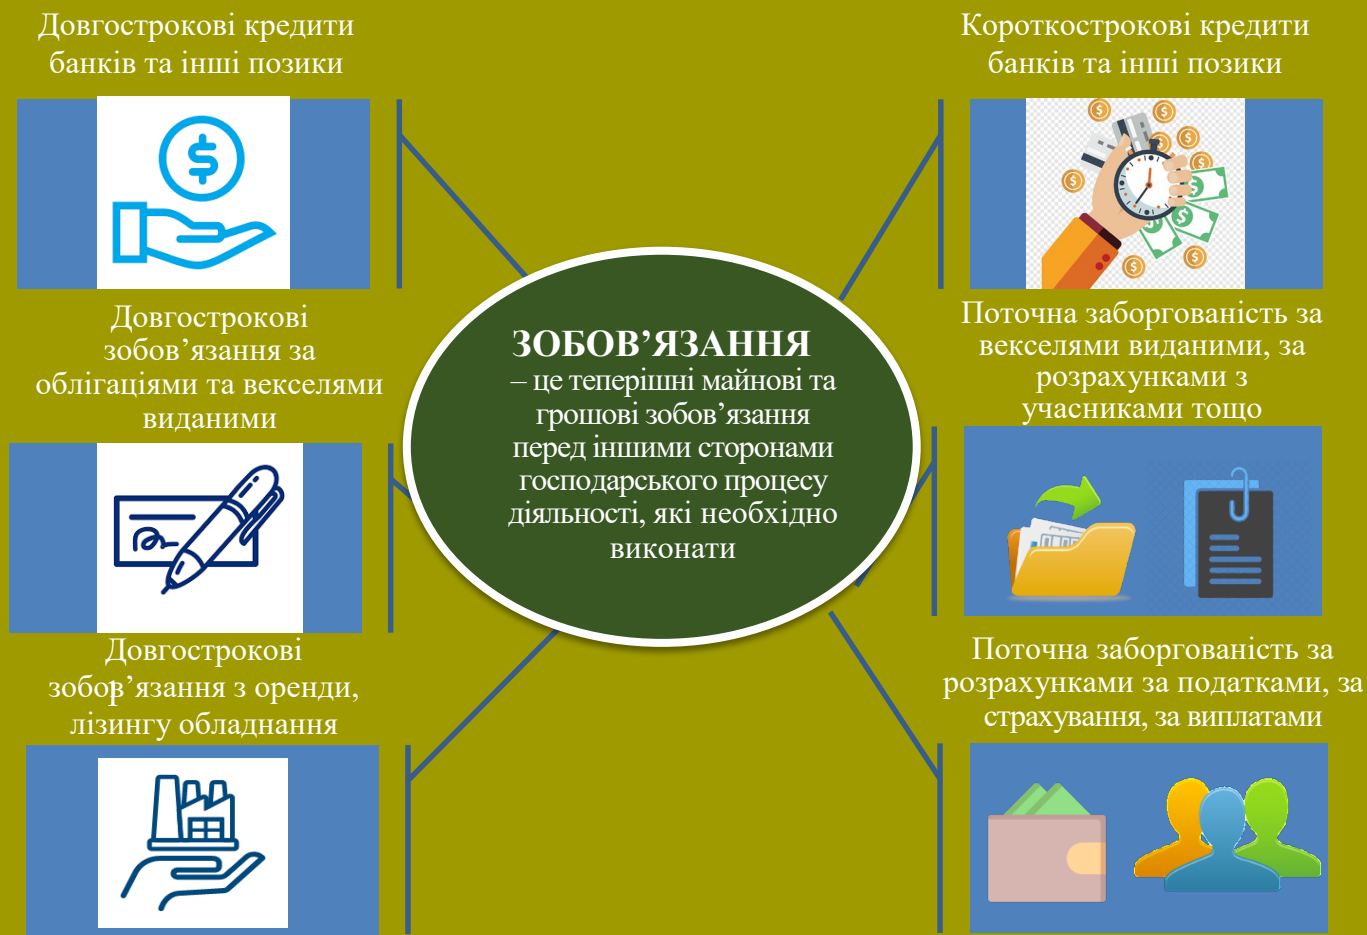 Довгострокові кредити
банків та інші позики
Довгострокові
зобов’язання за
облігаціями та векселями
виданими
Довгострокові
зобов’язання з оренди,
лізингу обладнання
1
ЗОБОВ’ЯЗАННЯ
– це теперішні майнові та
грошові зобов’язання
перед іншими сторонами
господарського процесу
діяльності, які необхідно
виконати
Короткострокові кредити
банків та інші позики
Поточна заборгованість за
векселями виданими, за
розрахунками з
учасниками тощо
Поточна заборгованість за
розрахунками за податками, за
страхування, за виплатами